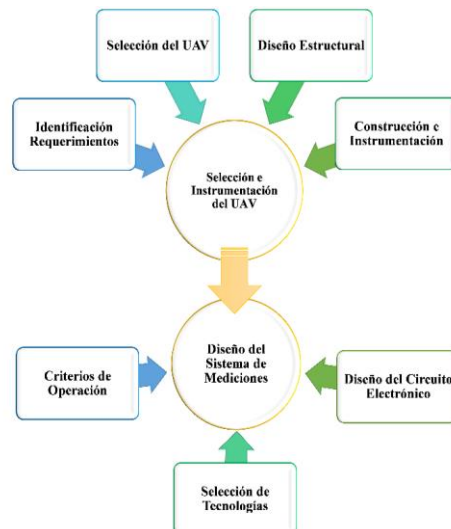 Selección del UAV
Diseño Estructural
Identificación
Requerimientos
Construcción e
Instrumentación
Selección e
Instrumentación
del UAV
Diseño del
Sistema de
Mediciones
Criterios de
Operación
Diseño del Circuito
Electrónico
Selección de
Tecnologías